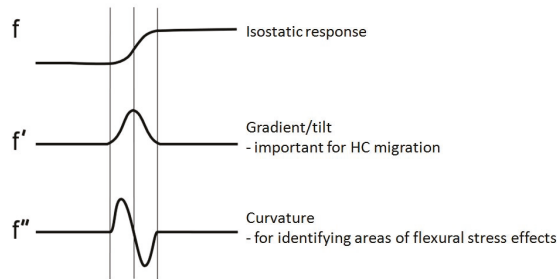 f
Isostatic response
f'
Gradient/tilt
- important for HC migration
f"
Curvature
- for identifying areas of flexural stress effects